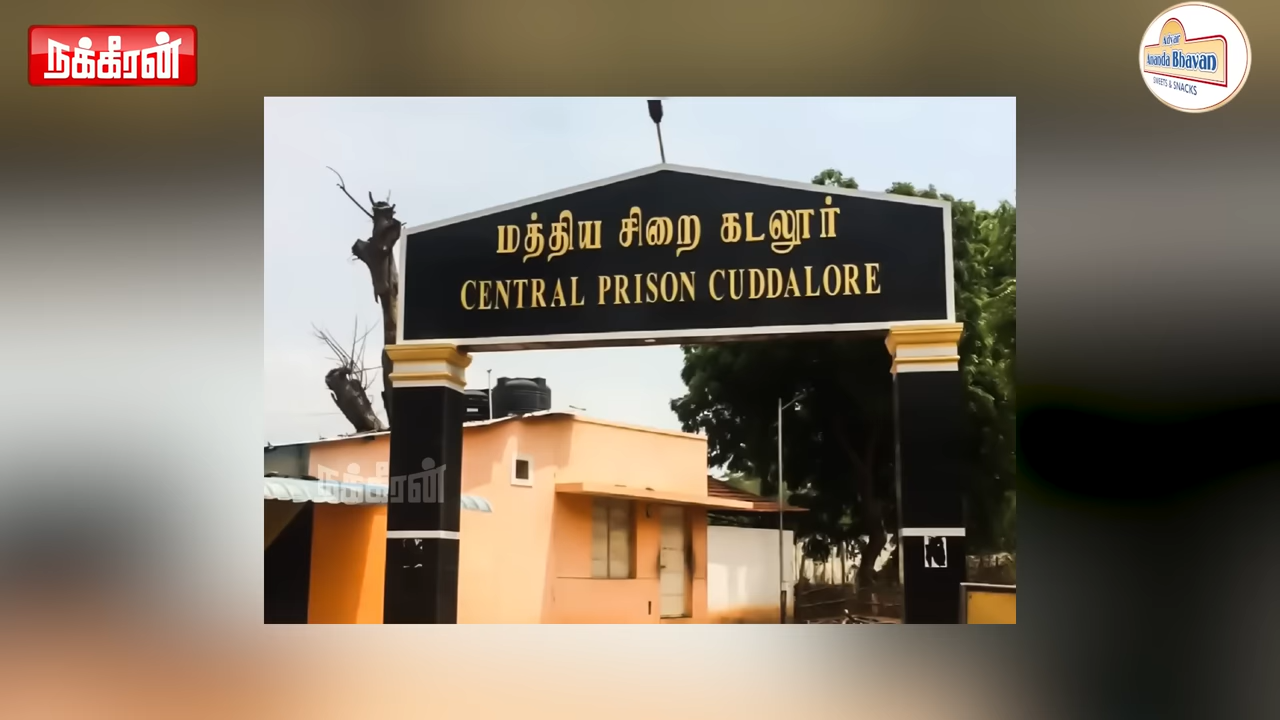 நக்கீரன்
Adyar
Ananda Bhavan
SWEETS & SNACKS
மத்திய சிறை கடலூர்
CENTRAL PRISON CUDDALORE
நக்கீரன்